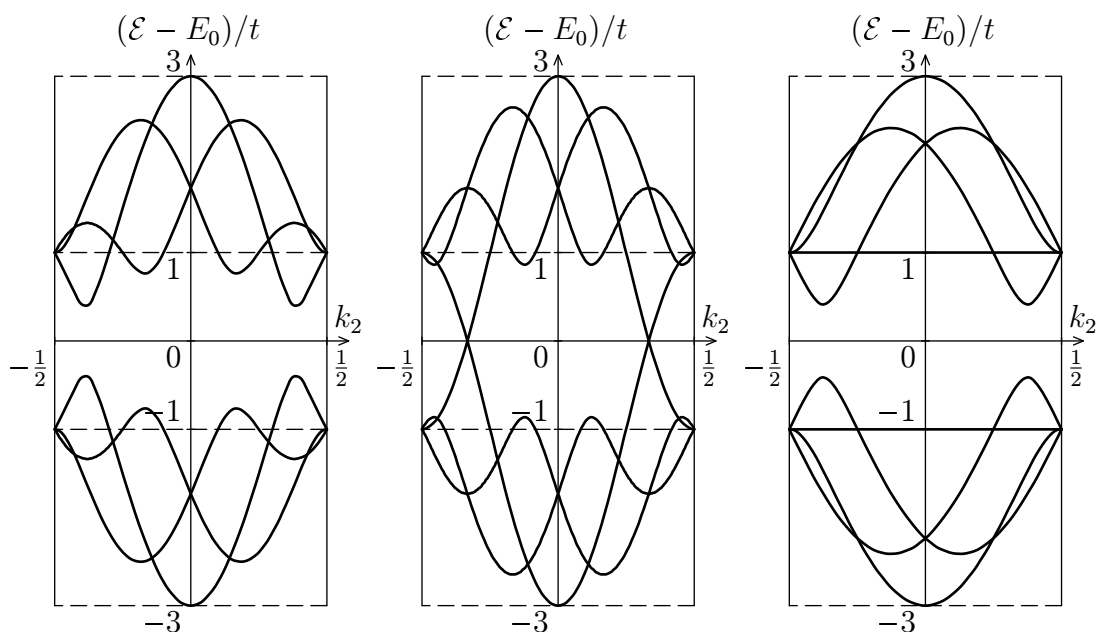 (ℰ − E₀)/t (ℰ − E₀)/t (ℰ − E₀)/t
3 3 3
1 1 1
k₂ k₂ k₂
−1/2 0 1/2 −1/2 0 1/2 −1/2 0 1/2
−1 −1 −1
−3 −3 −3